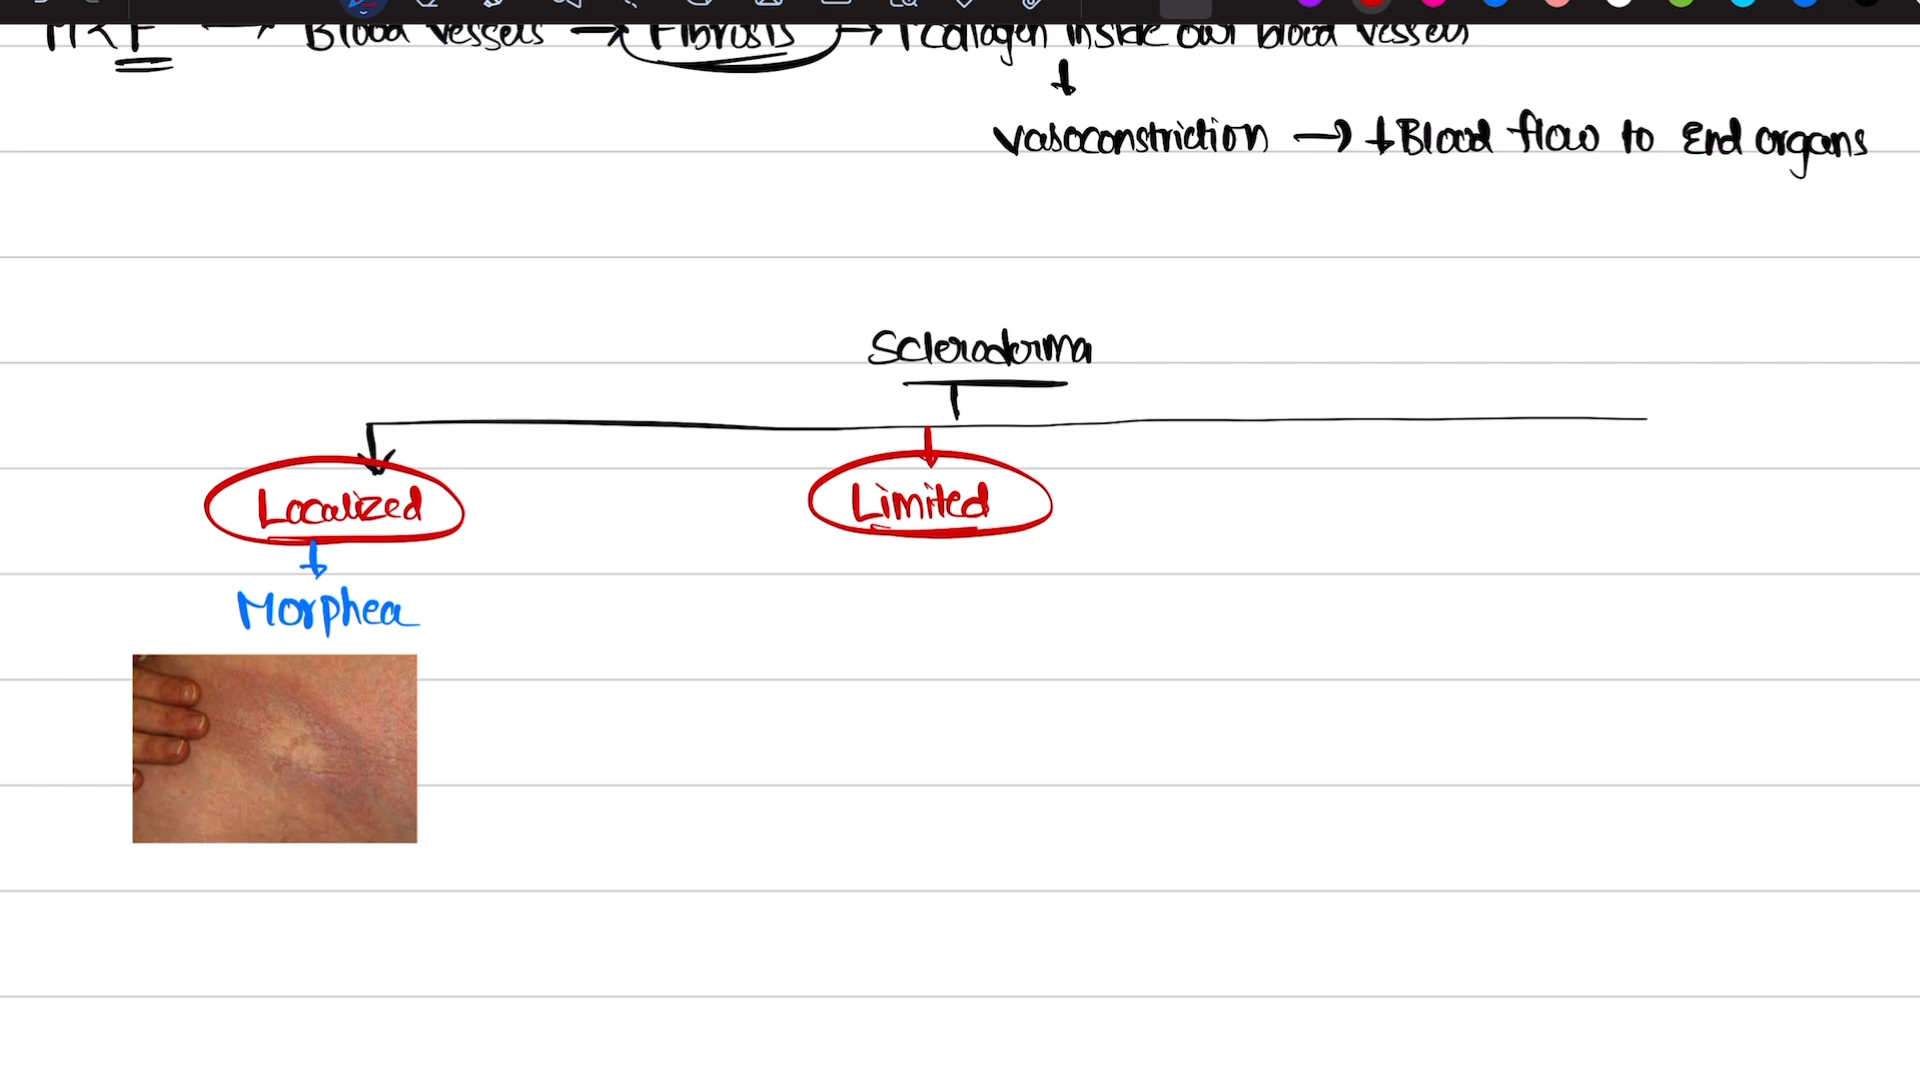 → Blood vessels → Fibrosis → ↑ Collagen inside our blood vessels
↓
Vasoconstriction → ↓ Blood flow to End organs
Scleroderma
Localized Limited
↓
Morphea